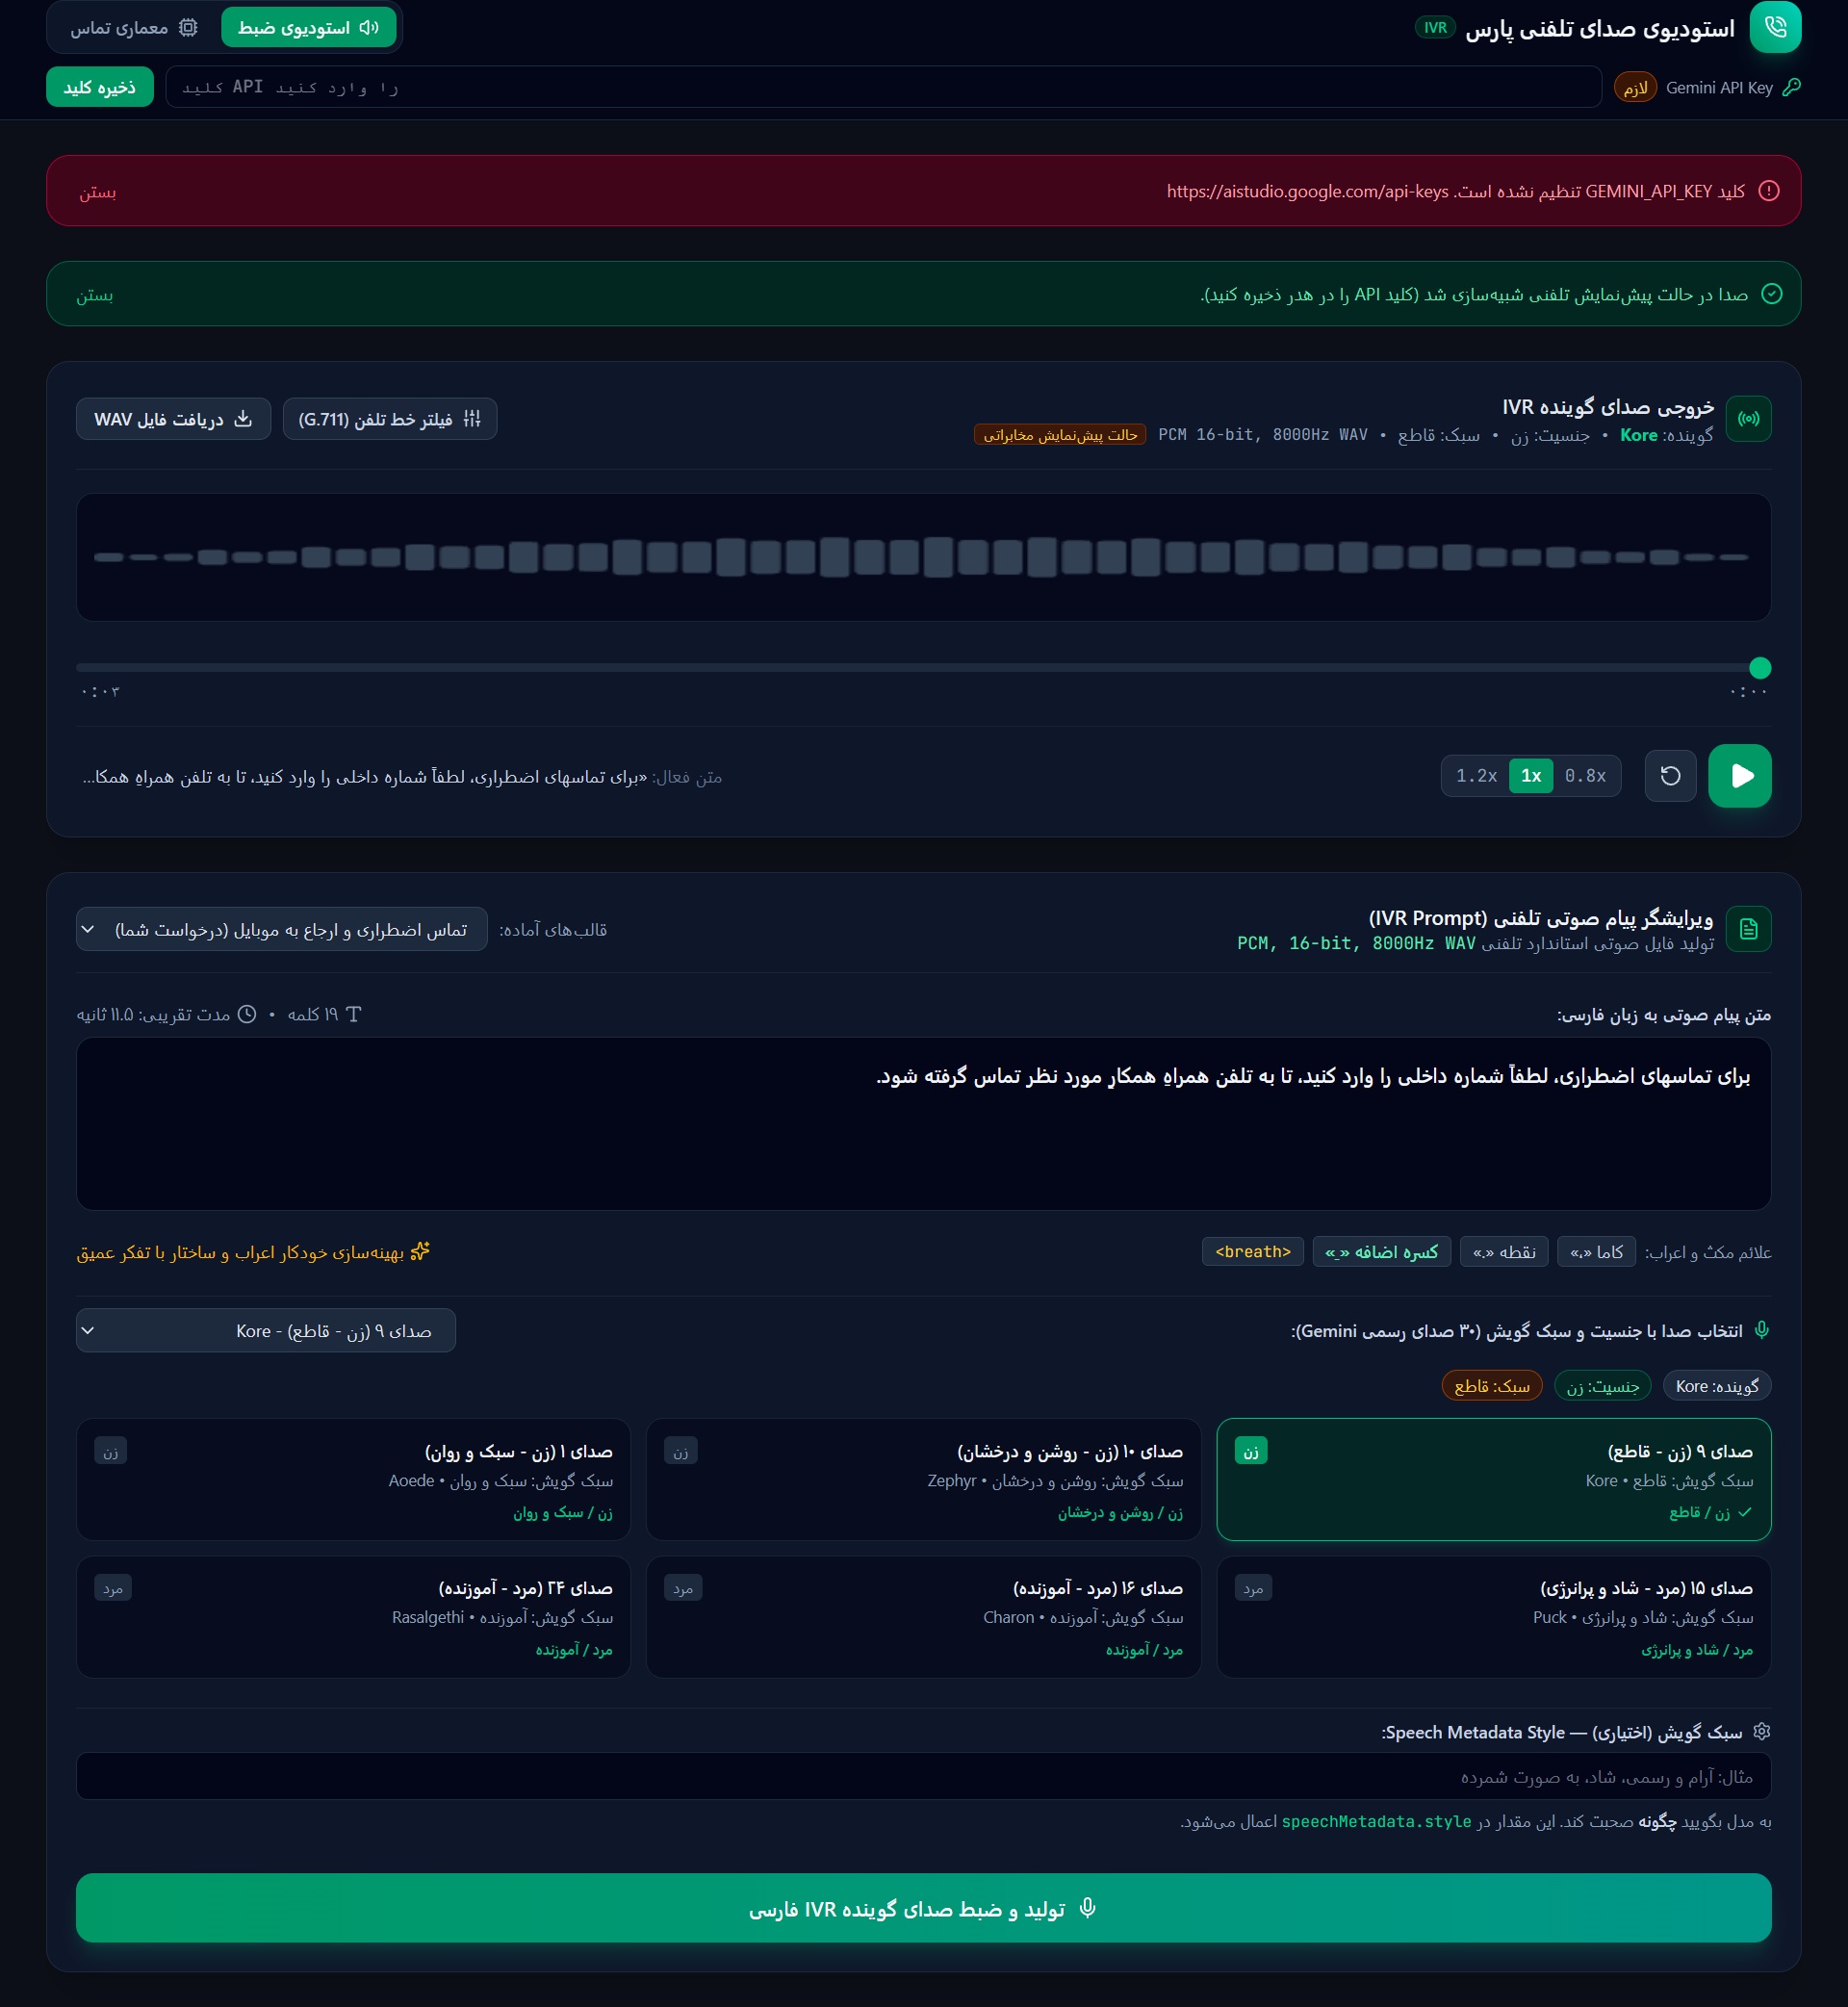 استودیوی صدای تلفنی پارس IVR
استودیوی ضبط
معماری تماس
Gemini API Key لازم
را وارد کنید API کلید
ذخیره کلید
کلید GEMINI_API_KEY تنظیم نشده است. https://aistudio.google.com/api-keys
بستن
صدا در حالت پیش‌نمایش تلفنی شبیه‌سازی شد (کلید API را در هدر ذخیره کنید).
بستن
خروجی صدای گوینده IVR
گوینده: Kore • جنسیت: زن • سبک: قاطع • PCM 16-bit, 8000Hz WAV حالت پیش‌نمایش مخابراتی
فیلتر خط تلفن (G.711)
دریافت فایل WAV
۰:۰۰
۰:۰۳
0.8x 1x 1.2x
متن فعال: «برای تماسهای اضطراری، لطفاً شماره داخلی را وارد کنید، تا به تلفن همراهِ همکا...
ویرایشگر پیام صوتی تلفنی (IVR Prompt)
تولید فایل صوتی استاندارد تلفنی PCM, 16-bit, 8000Hz WAV
قالب‌های آماده:
تماس اضطراری و ارجاع به موبایل (درخواست شما)
متن پیام صوتی به زبان فارسی:
۱۹ کلمه • مدت تقریبی: ۱۱.۵ ثانیه
برای تماسهای اضطراری، لطفاً شماره داخلی را وارد کنید، تا به تلفن همراهِ همکارِ مورد نظر تماس گرفته شود.
علائم مکث و اعراب: کاما «،» نقطه «.» کسره اضافه «ـِ» <breath>
بهینه‌سازی خودکار اعراب و ساختار با تفکر عمیق
انتخاب صدا با جنسیت و سبک گویش (۳۰ صدای رسمی Gemini):
صدای ۹ (زن - قاطع) - Kore
گوینده: Kore
جنسیت: زن
سبک: قاطع
صدای ۹ (زن - قاطع)
زن
سبک گویش: قاطع • Kore
زن / قاطع
صدای ۱۰ (زن - روشن و درخشان)
زن
سبک گویش: روشن و درخشان • Zephyr
زن / روشن و درخشان
صدای ۱ (زن - سبک و روان)
زن
سبک گویش: سبک و روان • Aoede
زن / سبک و روان
صدای ۱۵ (مرد - شاد و پرانرژی)
مرد
سبک گویش: شاد و پرانرژی • Puck
مرد / شاد و پرانرژی
صدای ۱۶ (مرد - آموزنده)
مرد
سبک گویش: آموزنده • Charon
مرد / آموزنده
صدای ۲۴ (مرد - آموزنده)
مرد
سبک گویش: آموزنده • Rasalgethi
مرد / آموزنده
سبک گویش (اختیاری) — Speech Metadata Style:
مثال: آرام و رسمی، شاد، به صورت شمرده
به مدل بگویید چگونه صحبت کند. این مقدار در speechMetadata.style اعمال می‌شود.
تولید و ضبط صدای گوینده IVR فارسی